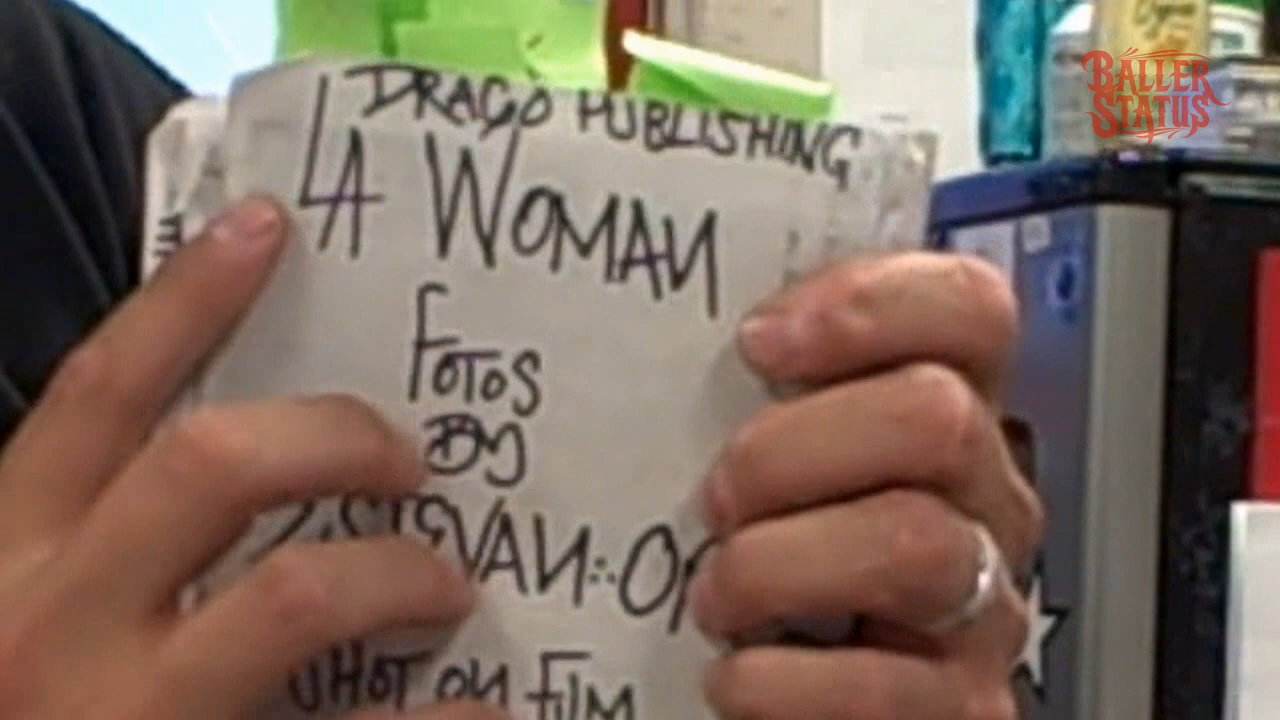 DRAGO PUBLISHING
LA WOMAN
FOTOS
BY
SHOT ON FILM
BALLER
STATUS